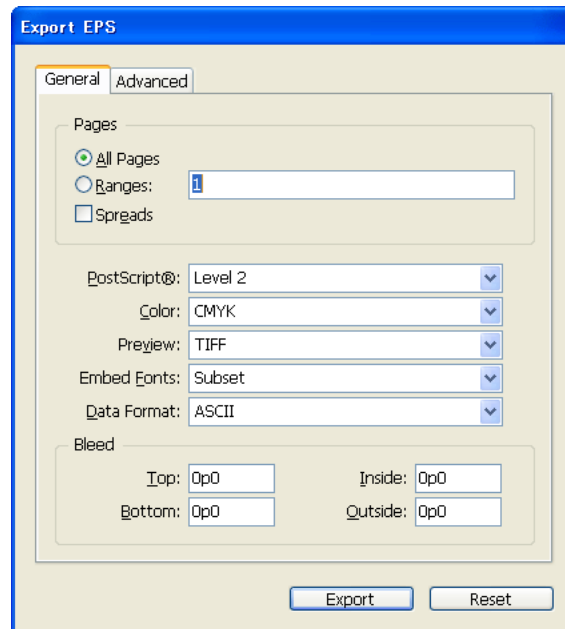 Export EPS
General Advanced
Pages
All Pages
Ranges: 1
Spreads
PostScript®: Level 2
Color: CMYK
Preview: TIFF
Embed Fonts: Subset
Data Format: ASCII
Bleed
Top: 0p0 Inside: 0p0
Bottom: 0p0 Outside: 0p0
Export Reset